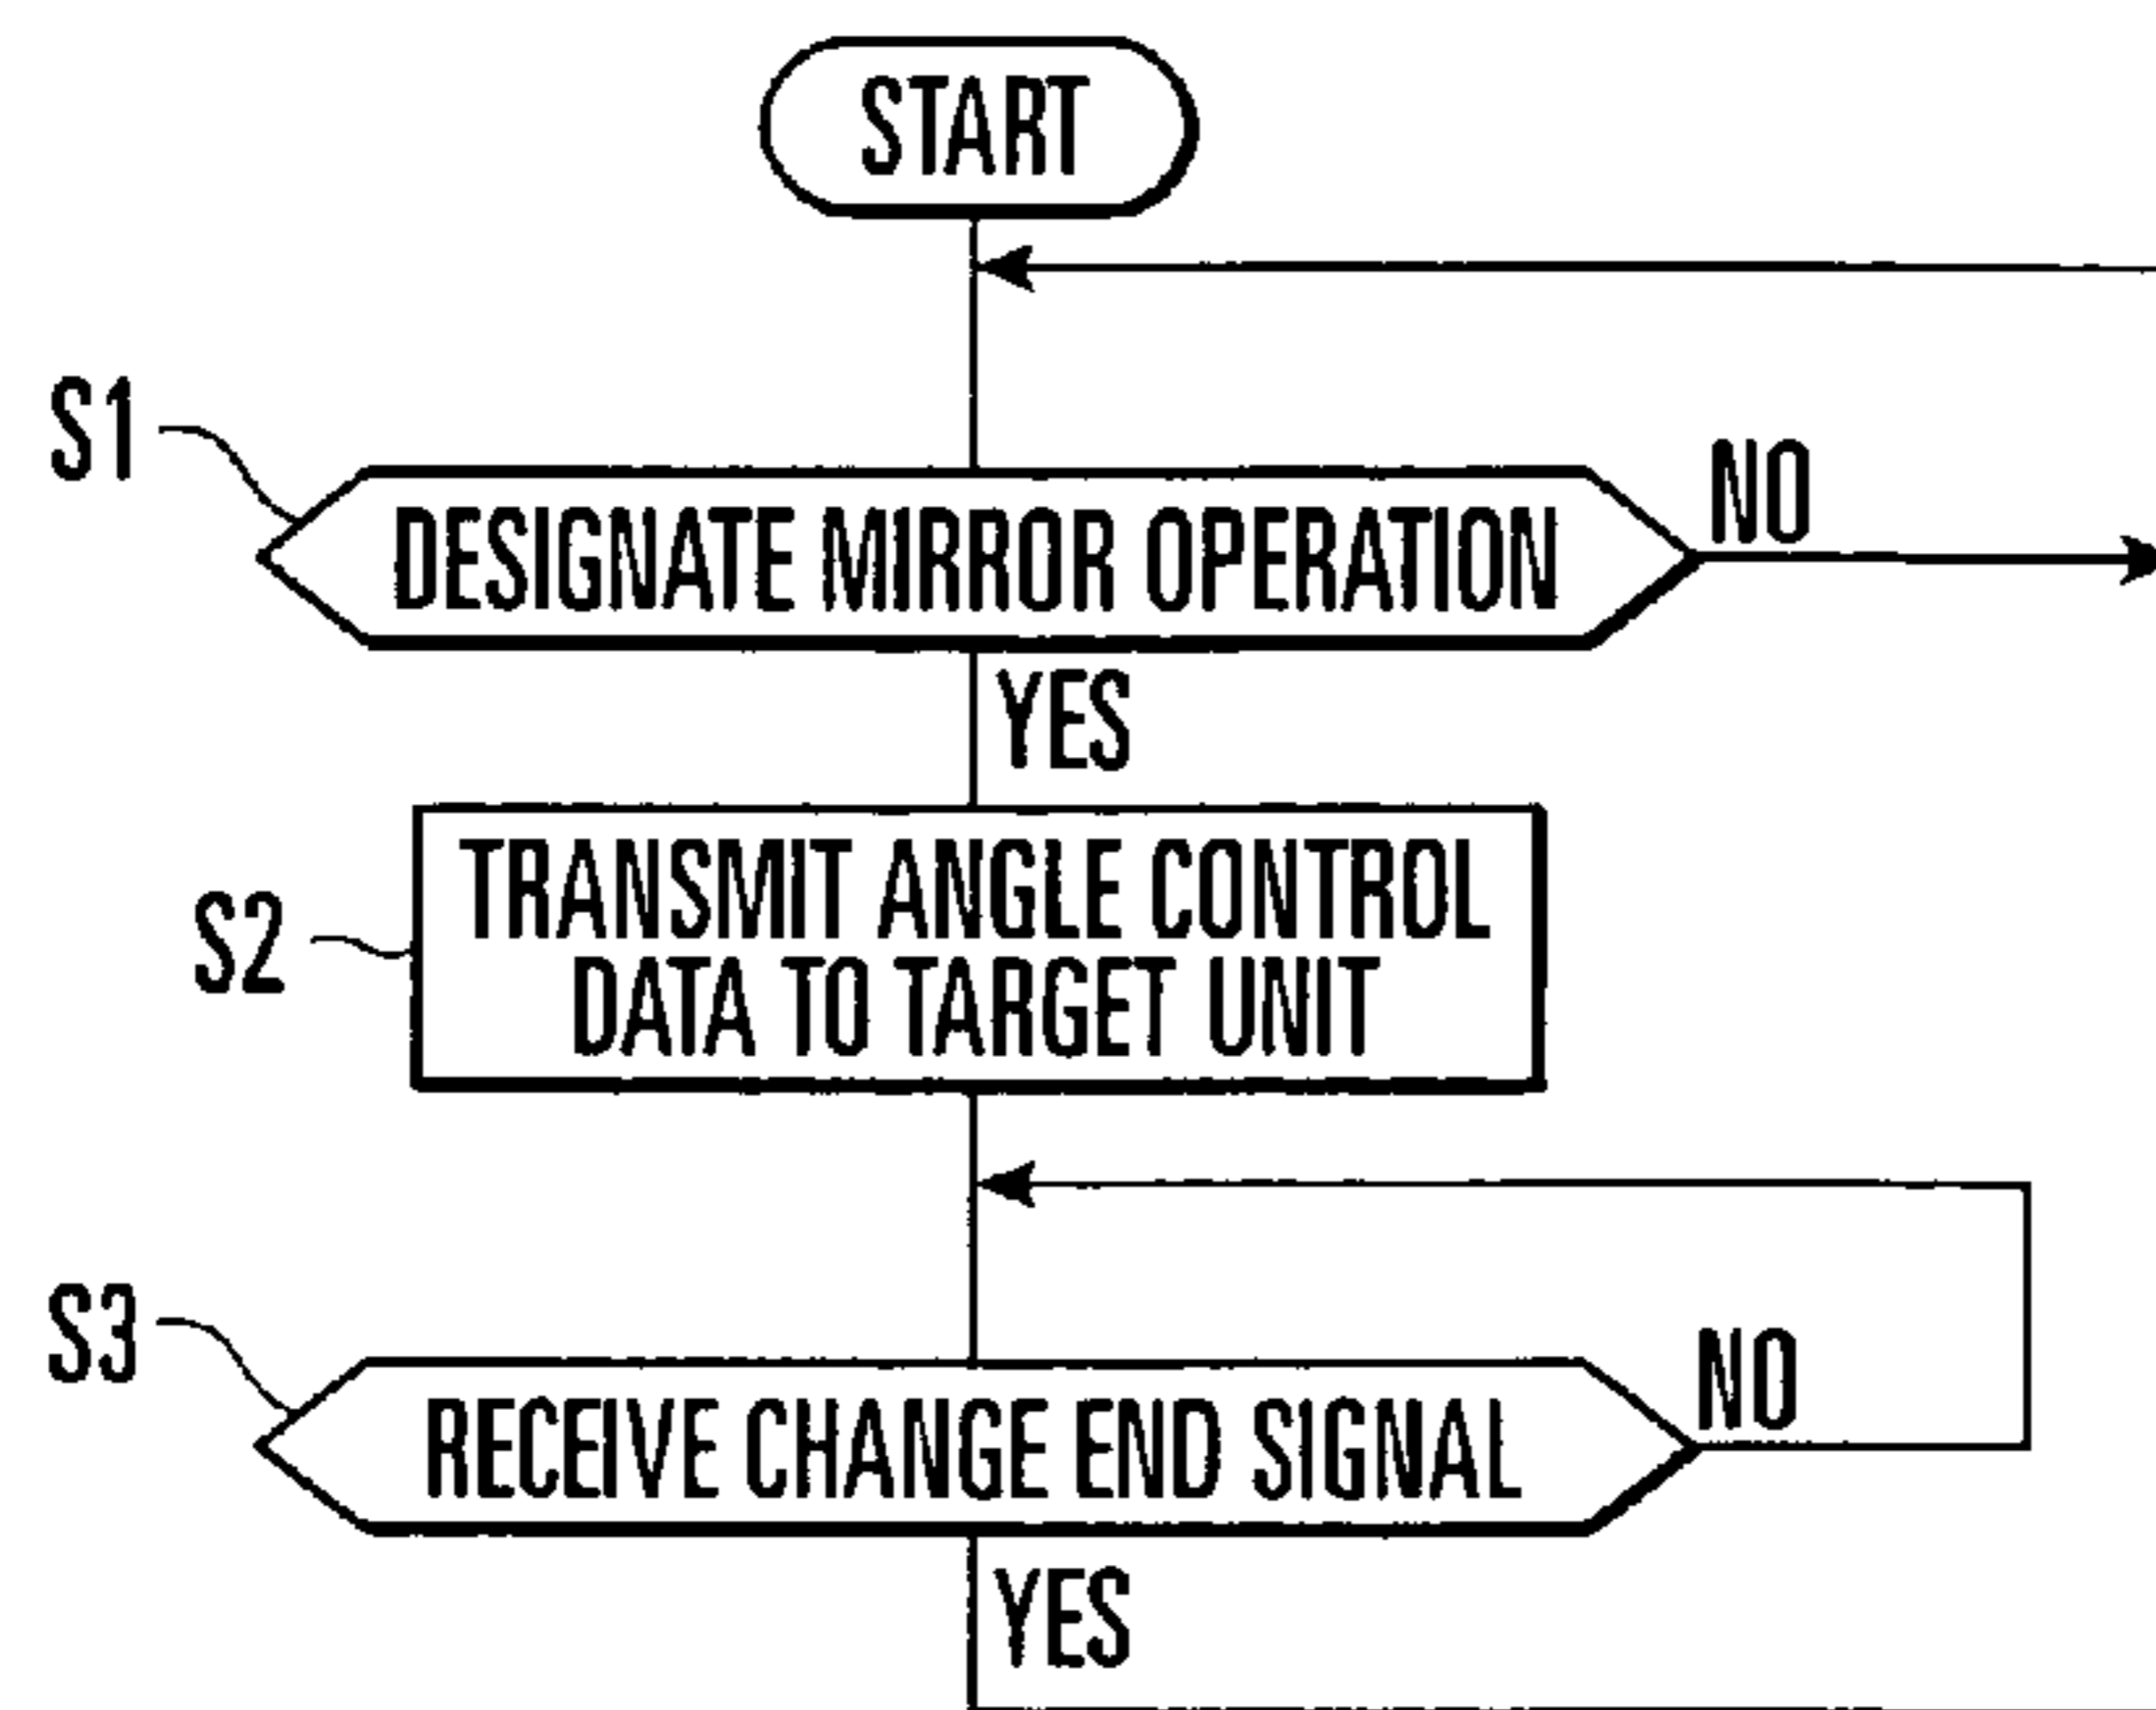 START
S1
DESIGNATE MIRROR OPERATION
NO
YES
S2
TRANSMIT ANGLE CONTROL
DATA TO TARGET UNIT
S3
RECEIVE CHANGE END SIGNAL
NO
YES